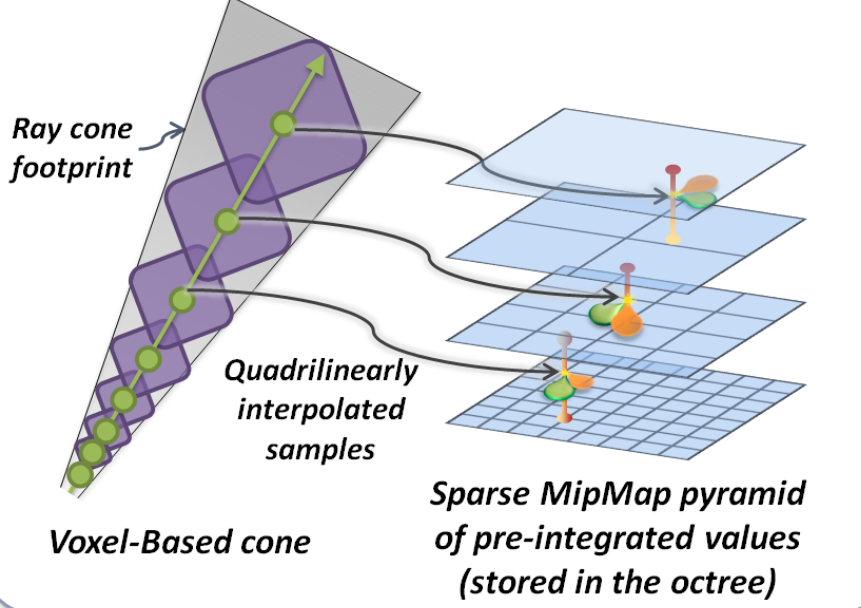 Ray cone
footprint
Quadrilinearly
interpolated
samples
Voxel-Based cone
Sparse MipMap pyramid
of pre-integrated values
(stored in the octree)